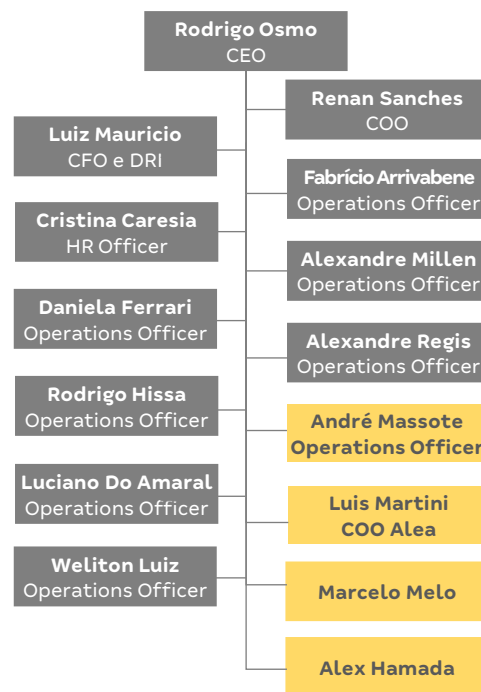 Rodrigo Osmo
CEO
Renan Sanches
COO
Luiz Mauricio
CFO e DRI
Fabrício Arrivabene
Operations Officer
Cristina Caresia
HR Officer
Alexandre Millen
Operations Officer
Daniela Ferrari
Operations Officer
Alexandre Regis
Operations Officer
Rodrigo Hissa
Operations Officer
André Massote
Operations Officer
Luciano Do Amaral
Operations Officer
Luis Martini
COO Alea
Weliton Luiz
Operations Officer
Marcelo Melo
Alex Hamada